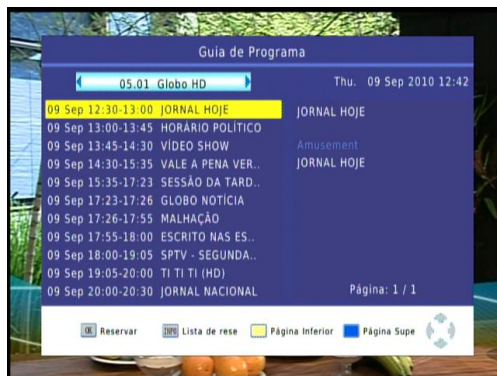 Guia de Programa
05.01 Globo HD
Thu. 09 Sep 2010 12:42
09 Sep 12:30-13:00 JORNAL HOJE
09 Sep 13:00-13:45 HORÁRIO POLÍTICO
09 Sep 13:45-14:30 VÍDEO SHOW
09 Sep 14:30-15:35 VALE A PENA VER..
09 Sep 15:35-17:23 SESSÃO DA TARD..
09 Sep 17:23-17:26 GLOBO NOTÍCIA
09 Sep 17:26-17:55 MALHAÇÃO
09 Sep 17:55-18:00 ESCRITO NAS ES..
09 Sep 18:00-19:05 SPTV - SEGUNDA..
09 Sep 19:05-20:00 TI TI TI (HD)
09 Sep 20:00-20:30 JORNAL NACIONAL
JORNAL HOJE
Amusement
JORNAL HOJE
Página: 1 / 1
OK Reservar INFO Lista de rese Página Inferior Página Supe